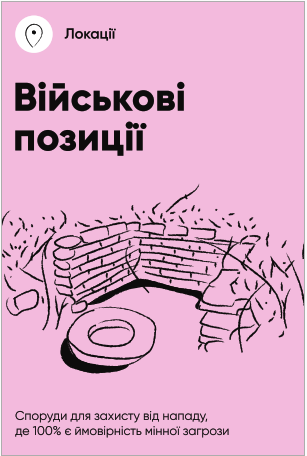 Локації
Військові
позиції
Споруди для захисту від нападу,
де 100% є ймовірність мінної загрози